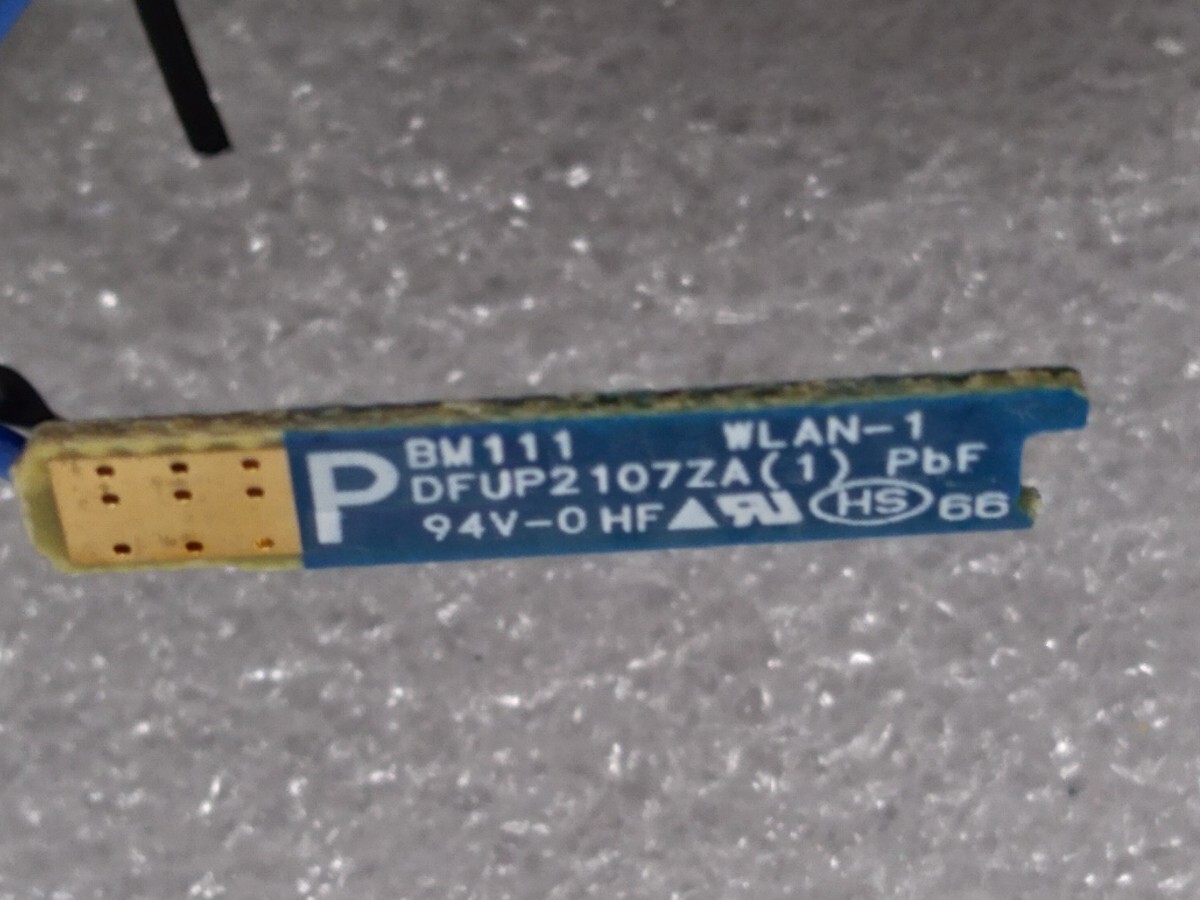 P
BM111 WLAN-1
DFUP2107ZA(1) PbF
94V-0 HF HS 66